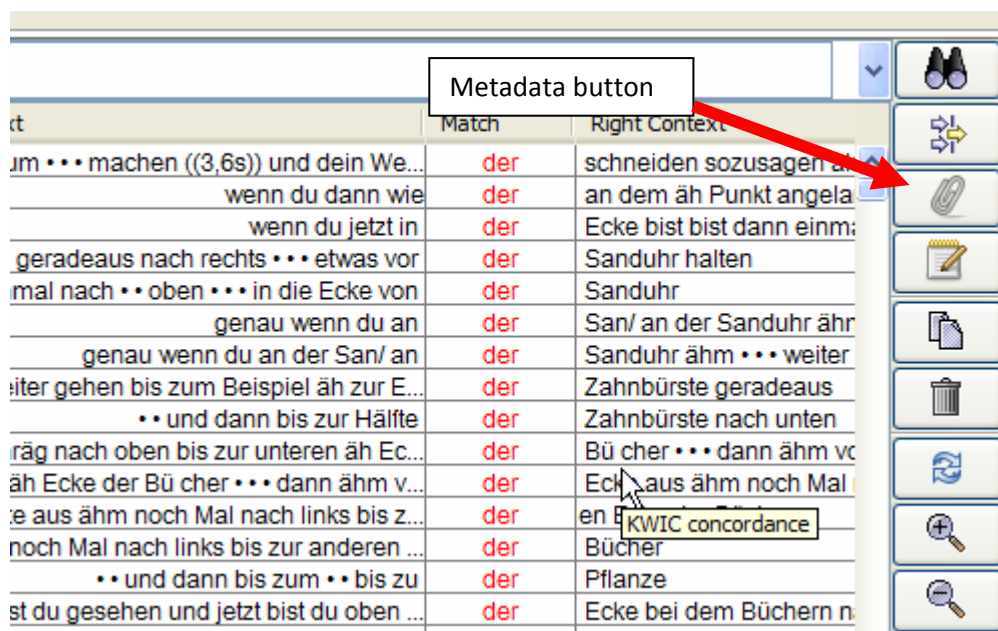 Metadata button
xt Match Right Context
um • • • machen ((3,6s)) und dein We... der schneiden sozusagen
wenn du dann wie der an dem äh Punkt angela
wenn du jetzt in der Ecke bist bist dann einma
geradeaus nach rechts • • • etwas vor der Sanduhr halten
mal nach • • oben • • • in die Ecke von der Sanduhr
genau wenn du an der San/ an der Sanduhr ähm
genau wenn du an der San/ an der Sanduhr ähm • • • weiter
eiter gehen bis zum Beispiel äh zur E... der Zahnbürste geradeaus
• • und dann bis zur Hälfte der Zahnbürste nach unten
räg nach oben bis zur unteren äh Ec... der Bü cher • • • dann ähm vo
äh Ecke der Bü cher • • • dann ähm v... der Ecke aus ähm noch Mal
te aus ähm noch Mal nach links bis z... der en
KWIC concordance
noch Mal nach links bis zur anderen ... der Bücher
• • und dann bis zum • • bis zu der Pflanze
st du gesehen und jetzt bist du oben ... der Ecke bei dem Büchern n